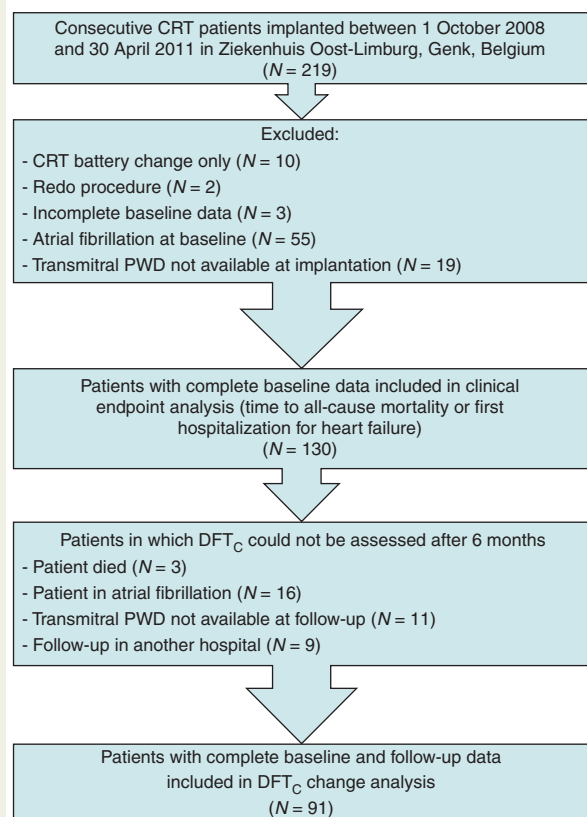 Consecutive CRT patients implanted between 1 October 2008
and 30 April 2011 in Ziekenhuis Oost-Limburg, Genk, Belgium
(N = 219)
Excluded:
- CRT battery change only (N = 10)
- Redo procedure (N = 2)
- Incomplete baseline data (N = 3)
- Atrial fibrillation at baseline (N = 55)
- Transmitral PWD not available at implantation (N = 19)
Patients with complete baseline data included in clinical
endpoint analysis (time to all-cause mortality or first
hospitalization for heart failure)
(N = 130)
Patients in which DFTC could not be assessed after 6 months
- Patient died (N = 3)
- Patient in atrial fibrillation (N = 16)
- Transmitral PWD not available at follow-up (N = 11)
- Follow-up in another hospital (N = 9)
Patients with complete baseline and follow-up data
included in DFTC change analysis
(N = 91)